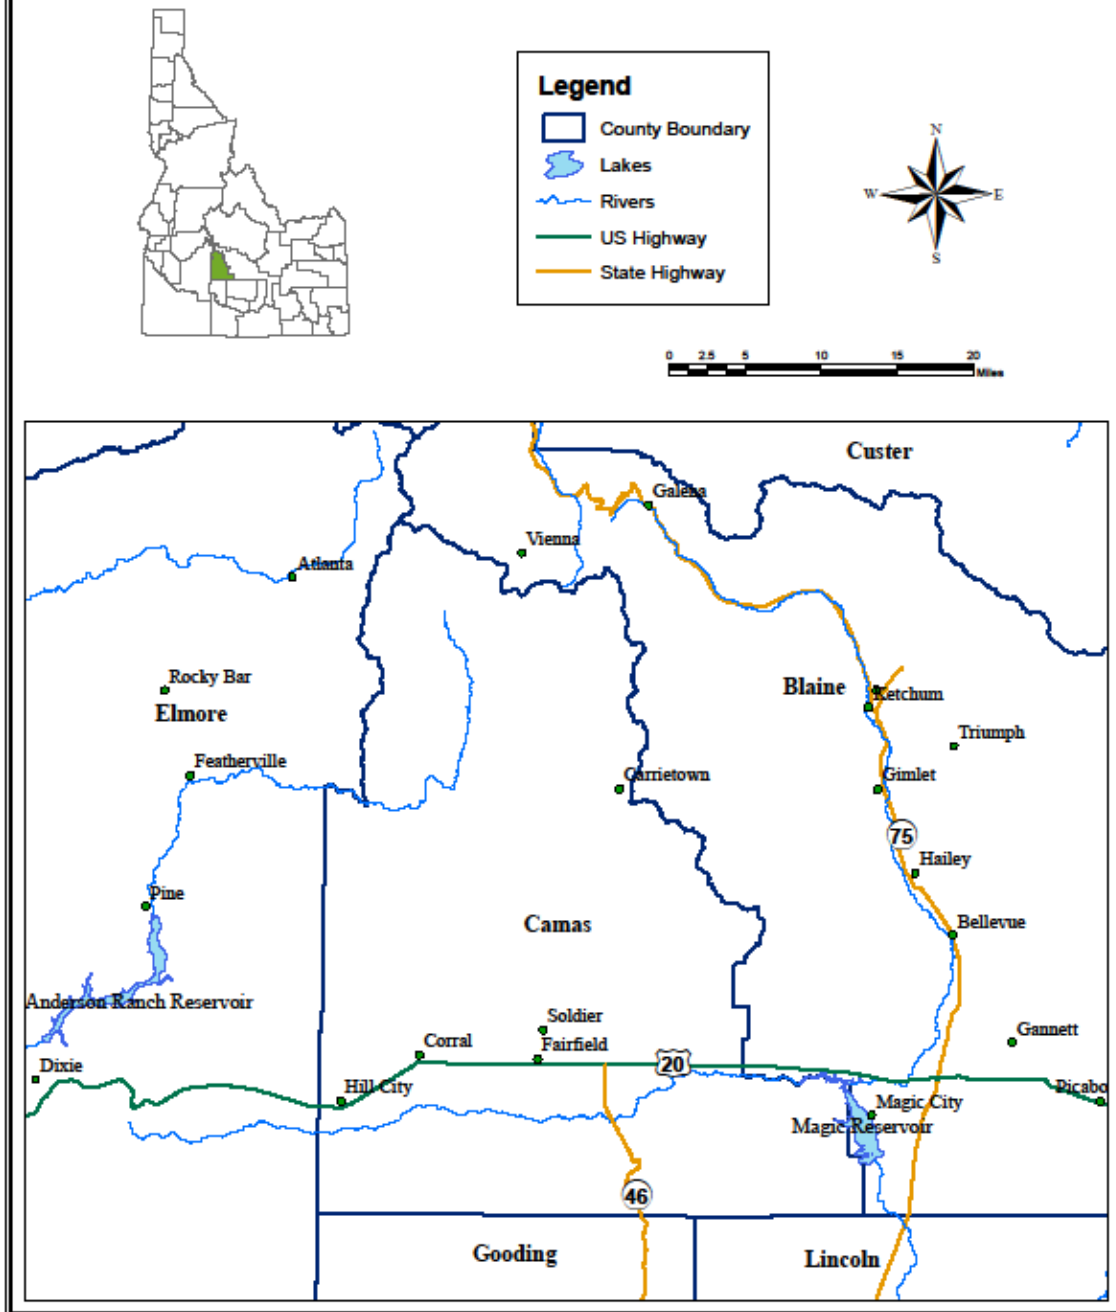 Legend
County Boundary
Lakes
Rivers
US Highway
State Highway
N
W
E
S
0 2.5 5 10 15 20
Miles
Custer
Galena
Vienna
Atlanta
Rocky Bar
Blaine
Ketchum
Elmore
Triumph
Featherville
Carrietown
Gimlet
75
Hailey
Pine
Camas
Bellevue
Anderson Ranch Reservoir
Soldier
Gannett
Corral
Fairfield
20
Dixie
Hill City
Picabo
Magic City
Magic Reservoir
46
Gooding
Lincoln